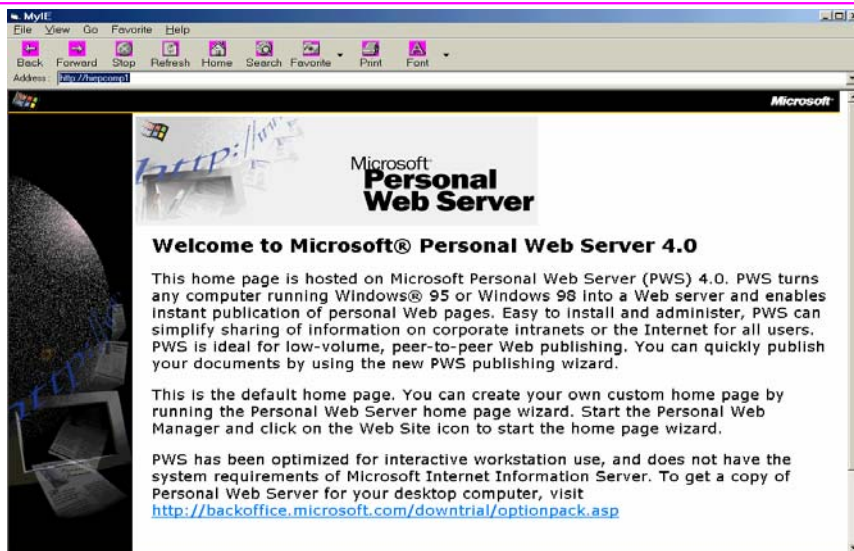 MyIE
File View Go Favorite Help
Back Forward Stop Refresh Home Search Favorite Print Font
Address: http://hiepcomp1
Microsoft
http://
Microsoft
Personal
Web Server
Welcome to Microsoft® Personal Web Server 4.0
This home page is hosted on Microsoft Personal Web Server (PWS) 4.0. PWS turns
any computer running Windows® 95 or Windows 98 into a Web server and enables
instant publication of personal Web pages. Easy to install and administer, PWS can
simplify sharing of information on corporate intranets or the Internet for all users.
PWS is ideal for low-volume, peer-to-peer Web publishing. You can quickly publish
your documents by using the new PWS publishing wizard.
This is the default home page. You can create your own custom home page by
running the Personal Web Server home page wizard. Start the Personal Web
Manager and click on the Web Site icon to start the home page wizard.
PWS has been optimized for interactive workstation use, and does not have the
system requirements of Microsoft Internet Information Server. To get a copy of
Personal Web Server for your desktop computer, visit
http://backoffice.microsoft.com/downtrial/optionpack.asp